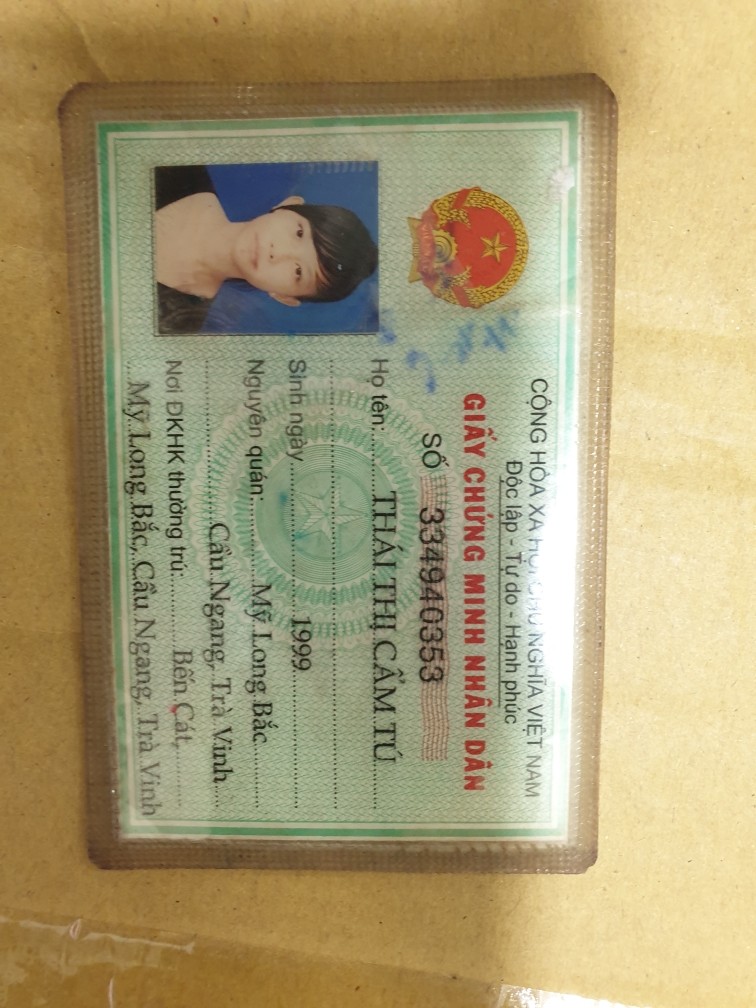 CỘNG HÒA XÃ HỘI CHỦ NGHĨA VIỆT NAM
Độc lập - Tự do - Hạnh phúc
GIẤY CHỨNG MINH NHÂN DÂN
SỐ 334940353
Họ tên: THÁI THỊ CẨM TÚ
Sinh ngày 1999
Nguyên quán: Mỹ Long Bắc
Cầu Ngang, Trà Vinh
Nơi ĐKHK thường trú: Bến Cát,
Mỹ Long Bắc, Cầu Ngang, Trà Vinh